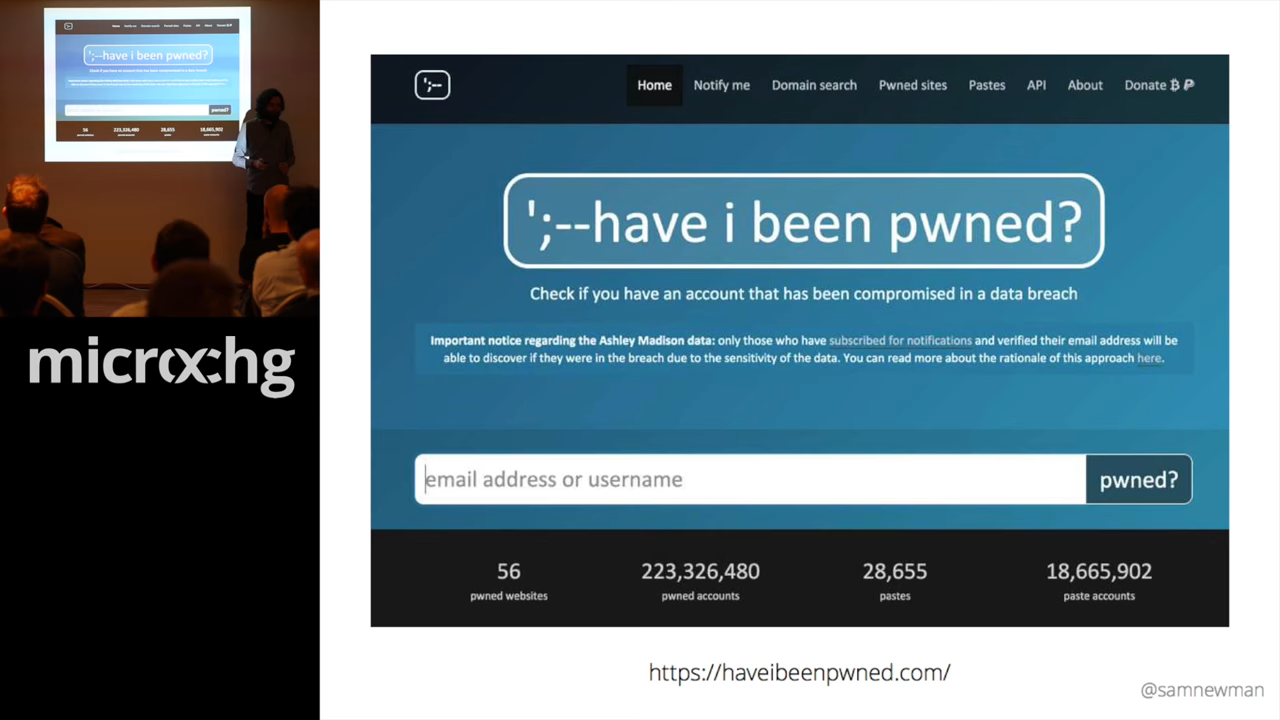 ';--have i been pwned?
microxchg
';--
Home Notify me Domain search Pwned sites Pastes API About Donate
';--have i been pwned?
Check if you have an account that has been compromised in a data breach
Important notice regarding the Ashley Madison data: only those who have subscribed for notifications and verified their email address will be
able to discover if they were in the breach due to the sensitivity of the data. You can read more about the rationale of this approach here.
email address or username
pwned?
56 223,326,480 28,655 18,665,902
pwned websites pwned accounts pastes paste accounts
https://haveibeenpwned.com/
@samnewman